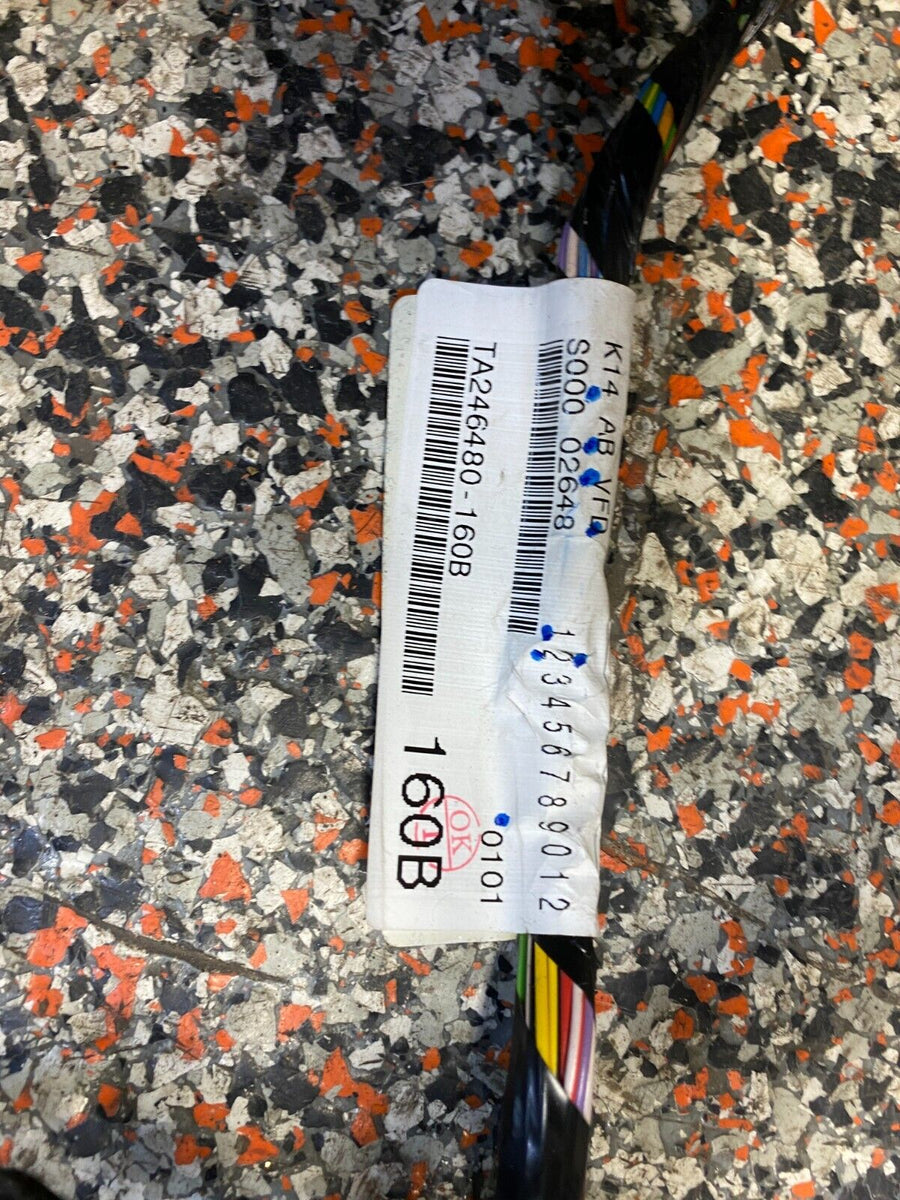 K14 AB VFD
S000 02648
TA246480-160B
123456789012
0101
160B
OK